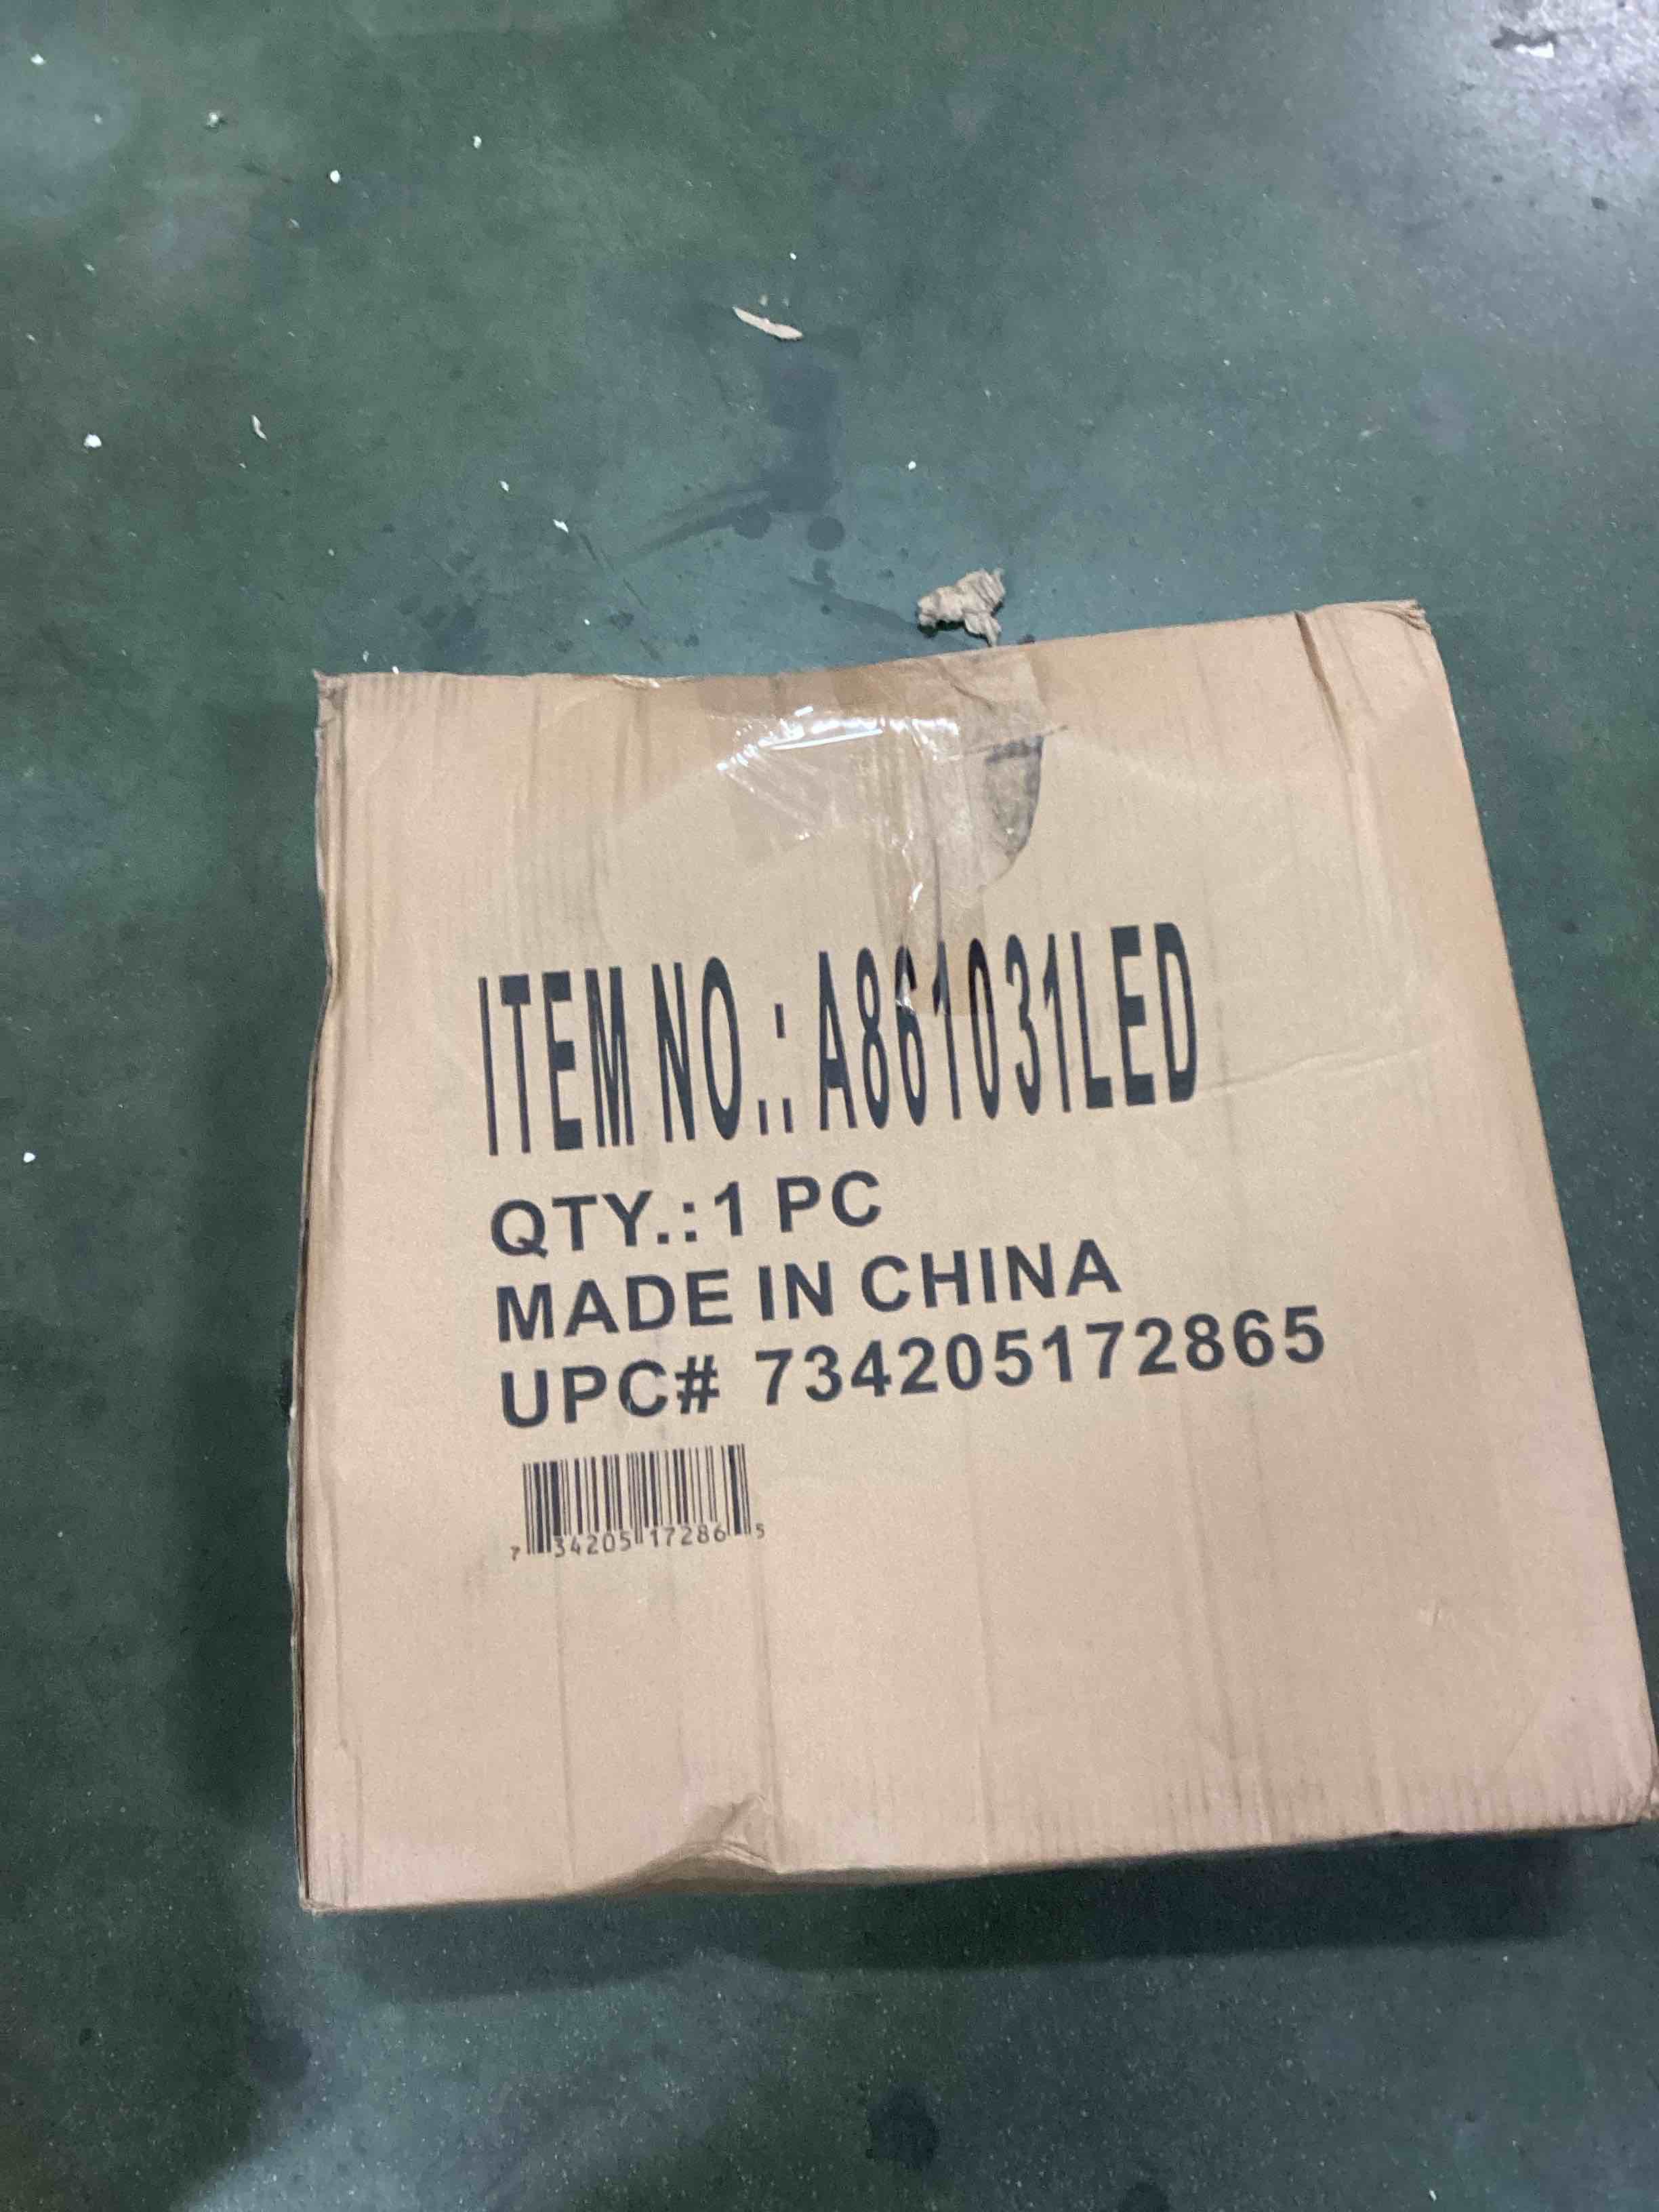 ITEM NO.: A861031LED
QTY.:1 PC
MADE IN CHINA
UPC# 734205172865
7 34205 17286 5